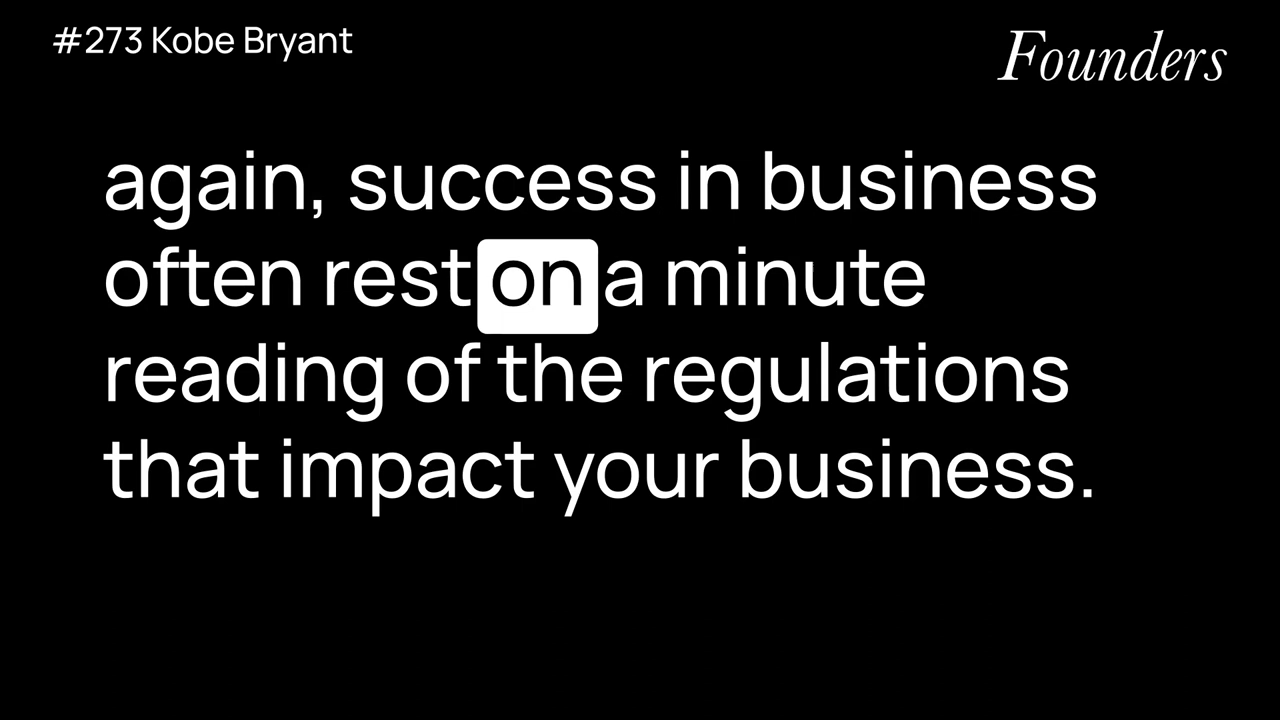 #273 Kobe Bryant
Founders
again, success in business
often rest on a minute
reading of the regulations
that impact your business.